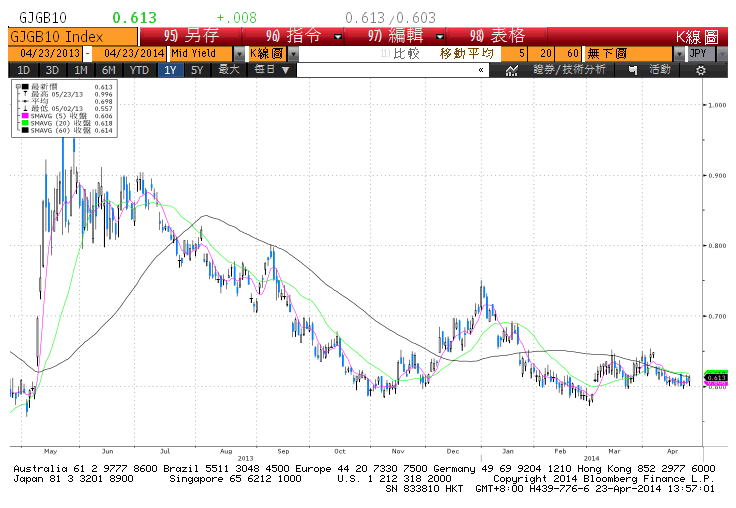 GJGB10 0.613 +.008 0.613 /0.603
GJGB10 Index 95) 另存 96) 指令 97) 編輯 98) 表格 K線圖
04/23/2013 - 04/23/2014 Mid Yield K線圖 比較 移動平均 5 20 60 無下圖 JPY
1D 3D 1M 6M YTD 1Y 5Y 最大 每日 ▼ « 證券/技術分析 活動
最新價 0.613
最高 05/23/13 0.996
平均 0.698
最低 05/02/13 0.557
SMAVG (5) 收盤 0.606
SMAVG (20) 收盤 0.618
SMAVG (60) 收盤 0.614
1.000
0.900
0.800
0.700
0.613
0.600
May Jun Jul Aug Sep Oct Nov Dec Jan Feb Mar Apr
2013 2014
Australia 61 2 9777 8600 Brazil 5511 3048 4500 Europe 44 20 7330 7500 Germany 49 69 9204 1210 Hong Kong 852 2977 6000
Japan 81 3 3201 8900 Singapore 65 6212 1000 U.S. 1 212 318 2000 Copyright 2014 Bloomberg Finance L.P.
SN 833810 HKT GMT+8:00 H439-776-6 23-Apr-2014 13:57:01